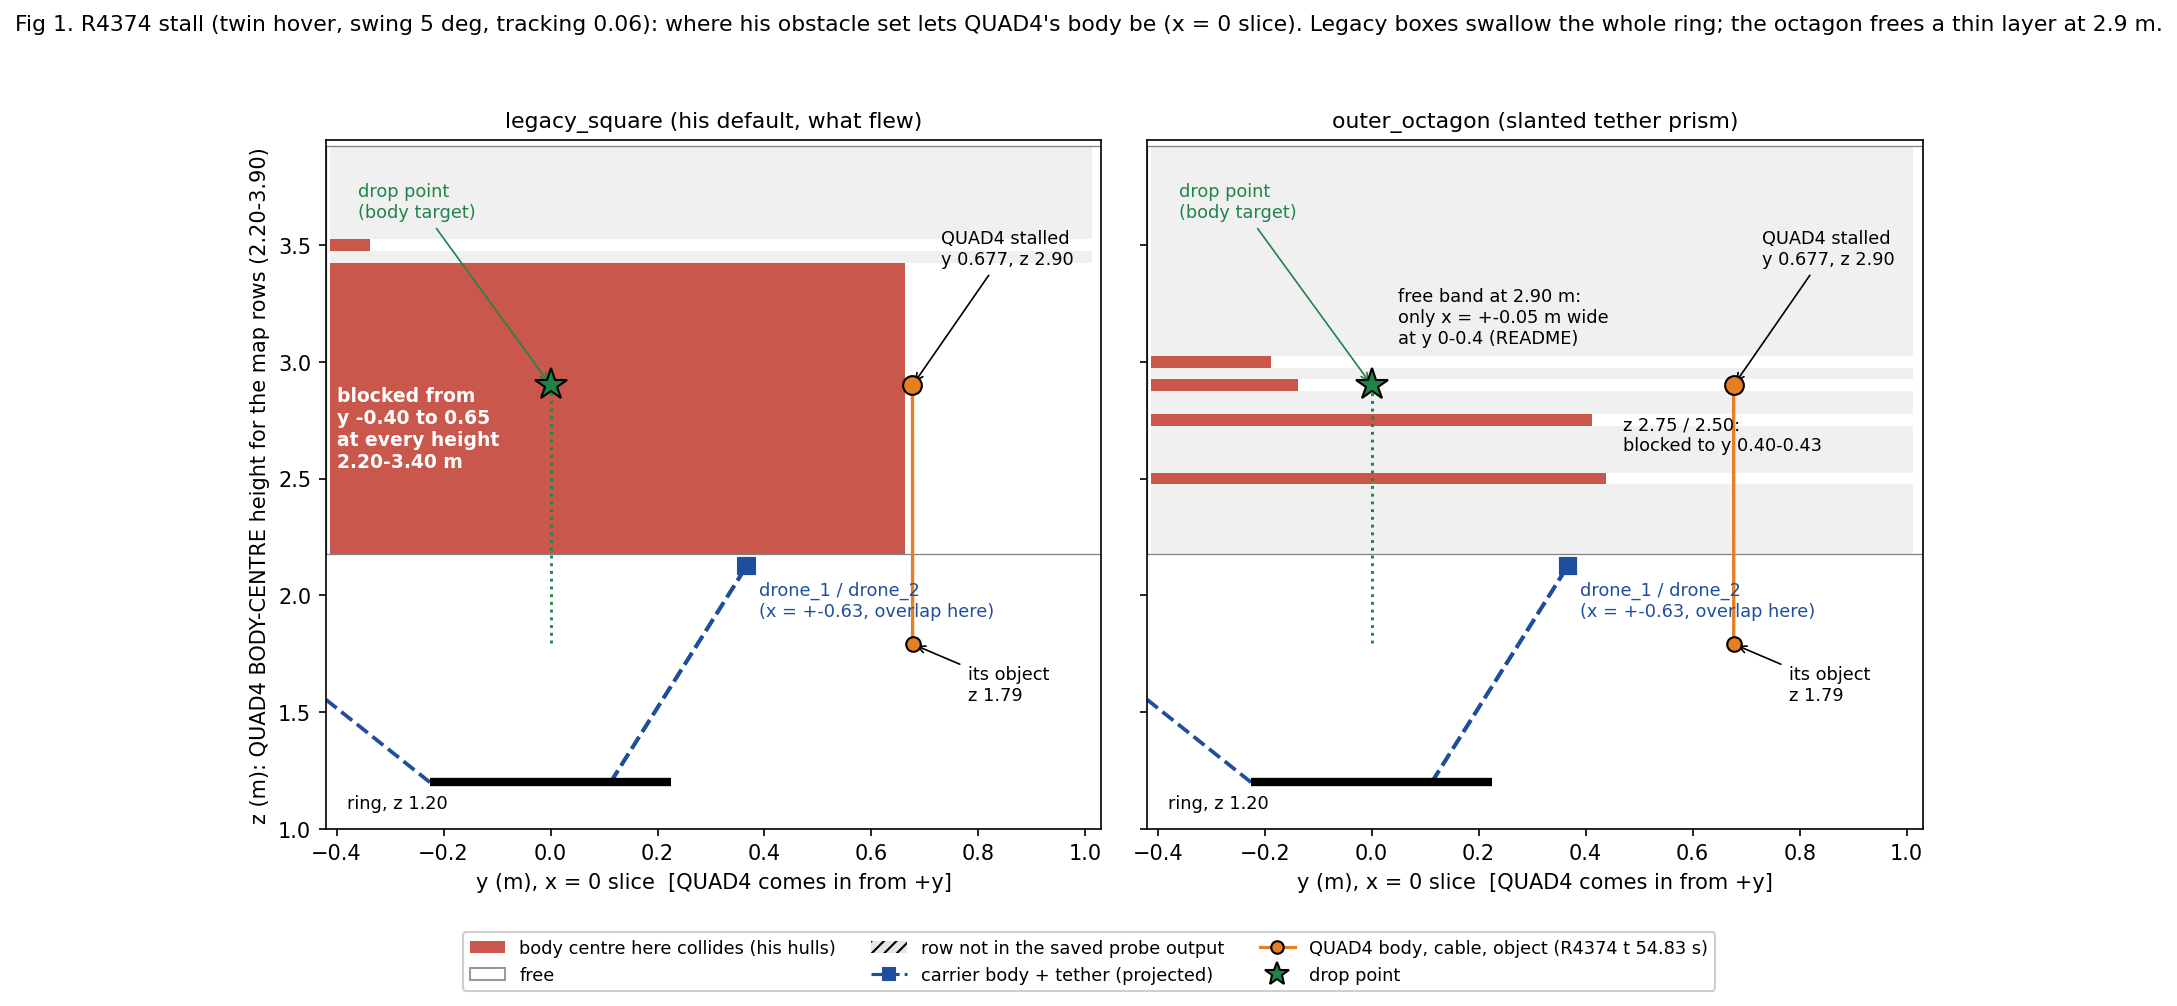 Fig 1. R4374 stall (twin hover, swing 5 deg, tracking 0.06): where his obstacle set lets QUAD4's body be (x = 0 slice). Legacy boxes swallow the whole ring; the octagon frees a thin layer at 2.9 m.
legacy_square (his default, what flew)
z (m): QUAD4 BODY-CENTRE height for the map rows (2.20-3.90)
3.5
3.0
2.5
2.0
1.5
1.0
drop point
(body target)
QUAD4 stalled
y 0.677, z 2.90
blocked from
y -0.40 to 0.65
at every height
2.20-3.40 m
drone_1 / drone_2
(x = +-0.63, overlap here)
its object
z 1.79
ring, z 1.20
−0.4
−0.2
0.0
0.2
0.4
0.6
0.8
1.0
y (m), x = 0 slice  [QUAD4 comes in from +y]
outer_octagon (slanted tether prism)
drop point
(body target)
QUAD4 stalled
y 0.677, z 2.90
free band at 2.90 m:
only x = +-0.05 m wide
at y 0-0.4 (README)
z 2.75 / 2.50:
blocked to y 0.40-0.43
drone_1 / drone_2
(x = +-0.63, overlap here)
its object
z 1.79
ring, z 1.20
−0.4
−0.2
0.0
0.2
0.4
0.6
0.8
1.0
y (m), x = 0 slice  [QUAD4 comes in from +y]
body centre here collides (his hulls)
free
row not in the saved probe output
carrier body + tether (projected)
QUAD4 body, cable, object (R4374 t 54.83 s)
drop point